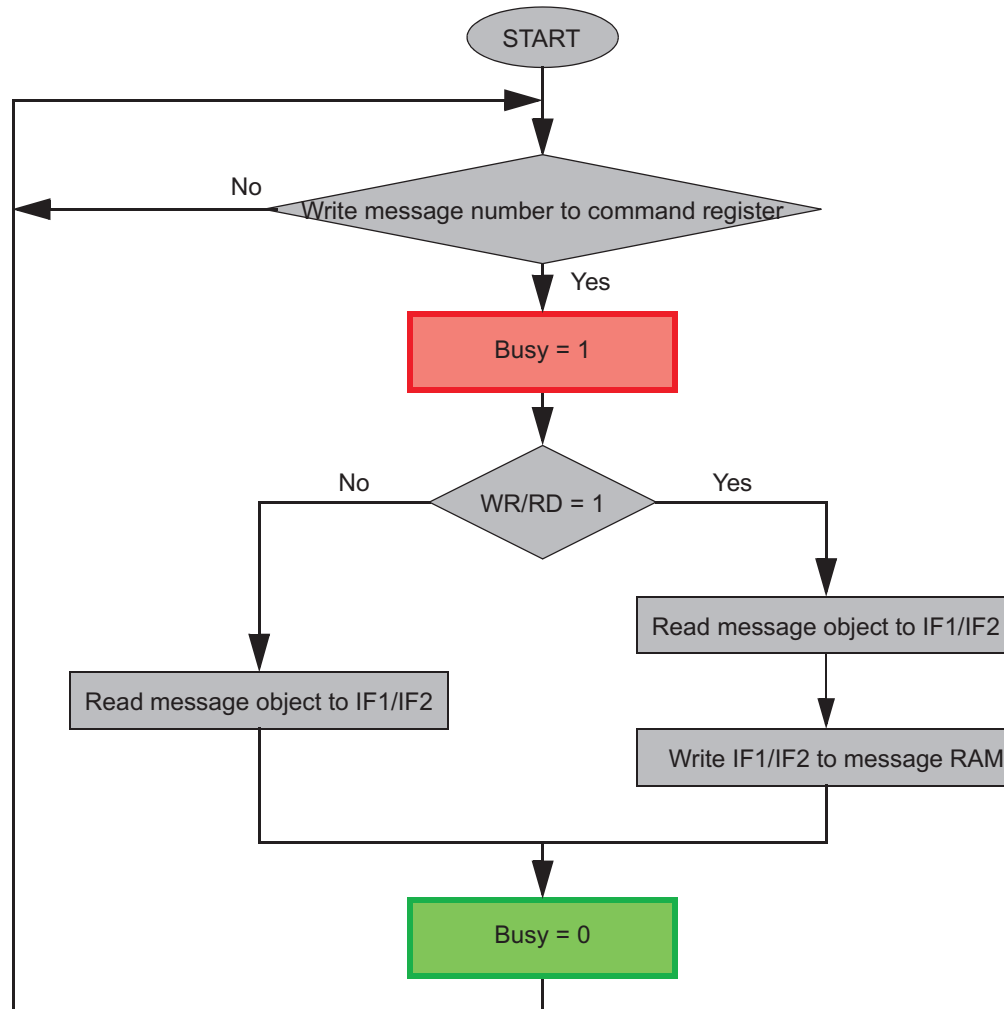 START
No
Write message number to command register
Yes
Busy = 1
No
Yes
WR/RD = 1
Read message object to IF1/IF2
Read message object to IF1/IF2
Write IF1/IF2 to message RAM
Busy = 0